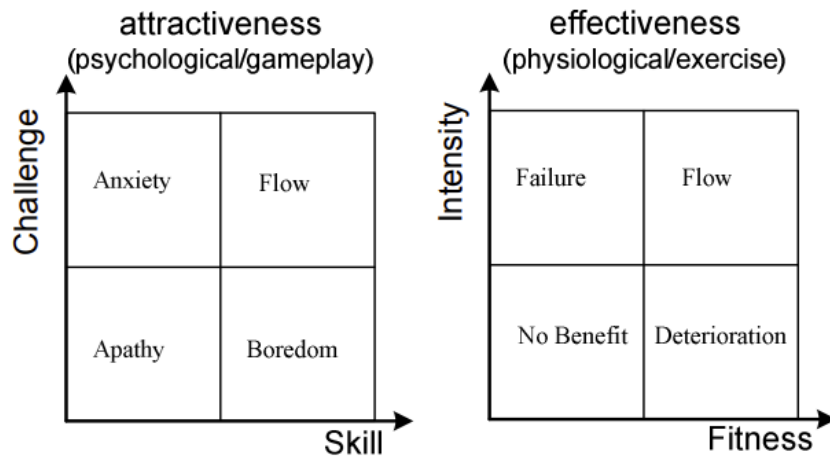 attractiveness
(psychological/gameplay)
Challenge
Anxiety
Flow
Apathy
Boredom
Skill
effectiveness
(physiological/exercise)
Intensity
Failure
Flow
No Benefit
Deterioration
Fitness